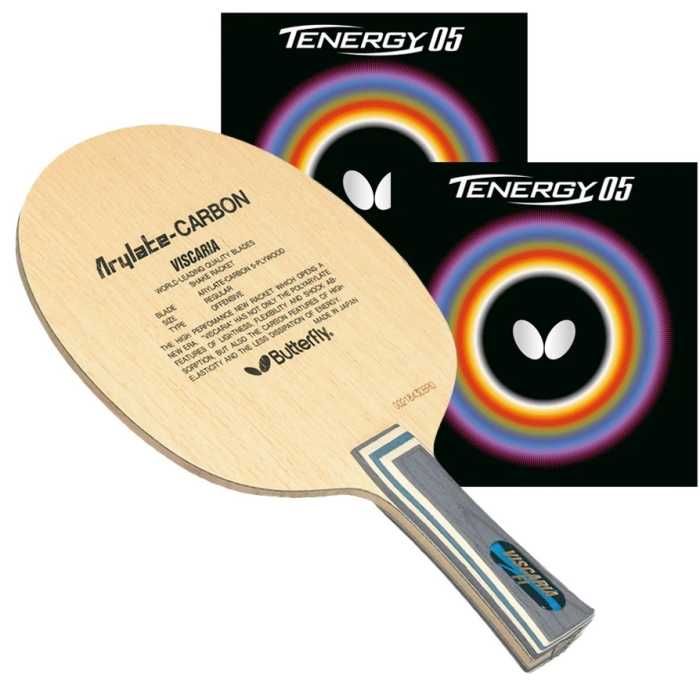 TENERGY 05
TENERGY 05
Arylate-CARBON
VISCARIA
WORLD-LEADING QUALITY BLADES
SHAKE RACKET
BLADE ARYLATE-CARBON 5-PLYWOOD
SIZE REGULAR
TYPE OFFENSIVE
THE HIGH PERFOMANCE NEW RACKET WHICH OPENS A
NEW ERA. "VISCARIA" HAS NOT ONLY THE POLYARYLATE
FEATURES OF LIGHTNESS, FLEXIBILITY AND SHOCK AB-
SORPTION, BUT ALSO THE CARBON FEATURES OF HIGH
ELASTICITY AND THE LESS DISSIPATION OF ENERGY.
MADE IN JAPAN
Butterfly.
VISCARIA
FL